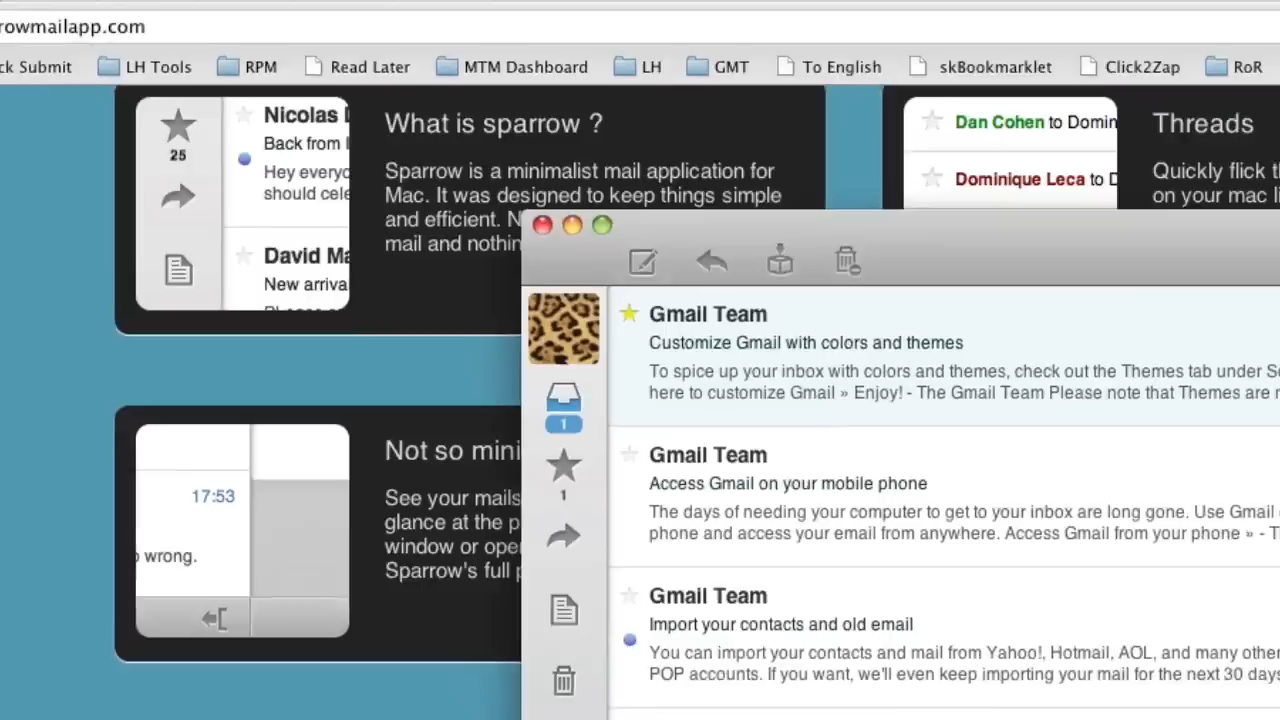 rowmailapp.com
ck Submit LH Tools RPM Read Later MTM Dashboard LH GMT To English skBookmarklet Click2Zap RoR
25
Nicolas
Back from
Hey everyo
should cele
David Ma
New arriva
What is sparrow ?
Sparrow is a minimalist mail application for
Mac. It was designed to keep things simple
and efficient. N
mail and nothin
Dan Cohen to Domin
Dominique Leca to D
Threads
Quickly flick t
on your mac li
17:53
wrong.
Not so mini
See your mails
glance at the p
window or ope
Sparrow's full p
1
1
Gmail Team
Customize Gmail with colors and themes
To spice up your inbox with colors and themes, check out the Themes tab under Se
here to customize Gmail » Enjoy! - The Gmail Team Please note that Themes are n
Gmail Team
Access Gmail on your mobile phone
The days of needing your computer to get to your inbox are long gone. Use Gmail
phone and access your email from anywhere. Access Gmail from your phone » - T
Gmail Team
Import your contacts and old email
You can import your contacts and mail from Yahoo!, Hotmail, AOL, and many other
POP accounts. If you want, we'll even keep importing your mail for the next 30 days